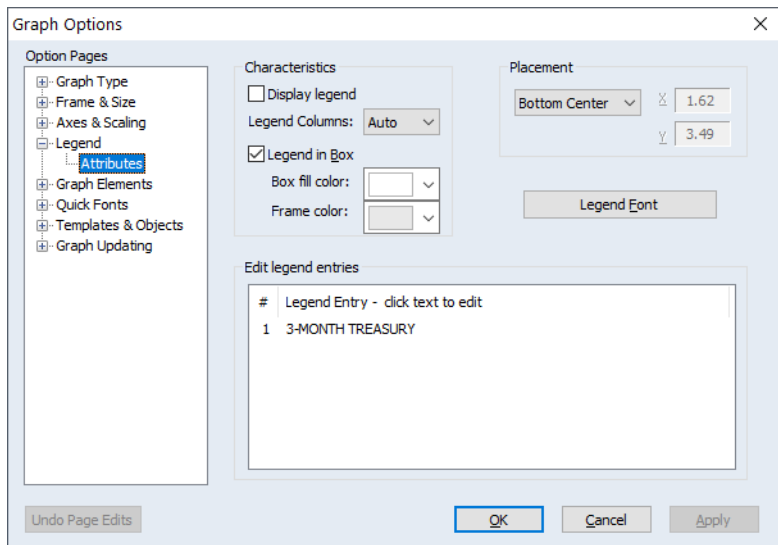 Graph Options
Option Pages
Graph Type
Frame & Size
Axes & Scaling
Legend
Attributes
Graph Elements
Quick Fonts
Templates & Objects
Graph Updating
Characteristics
Display legend
Legend Columns: Auto
Legend in Box
Box fill color:
Frame color:
Placement
Bottom Center X 1.62
Y 3.49
Legend Font
Edit legend entries
# Legend Entry - click text to edit
1 3-MONTH TREASURY
Undo Page Edits OK Cancel Apply